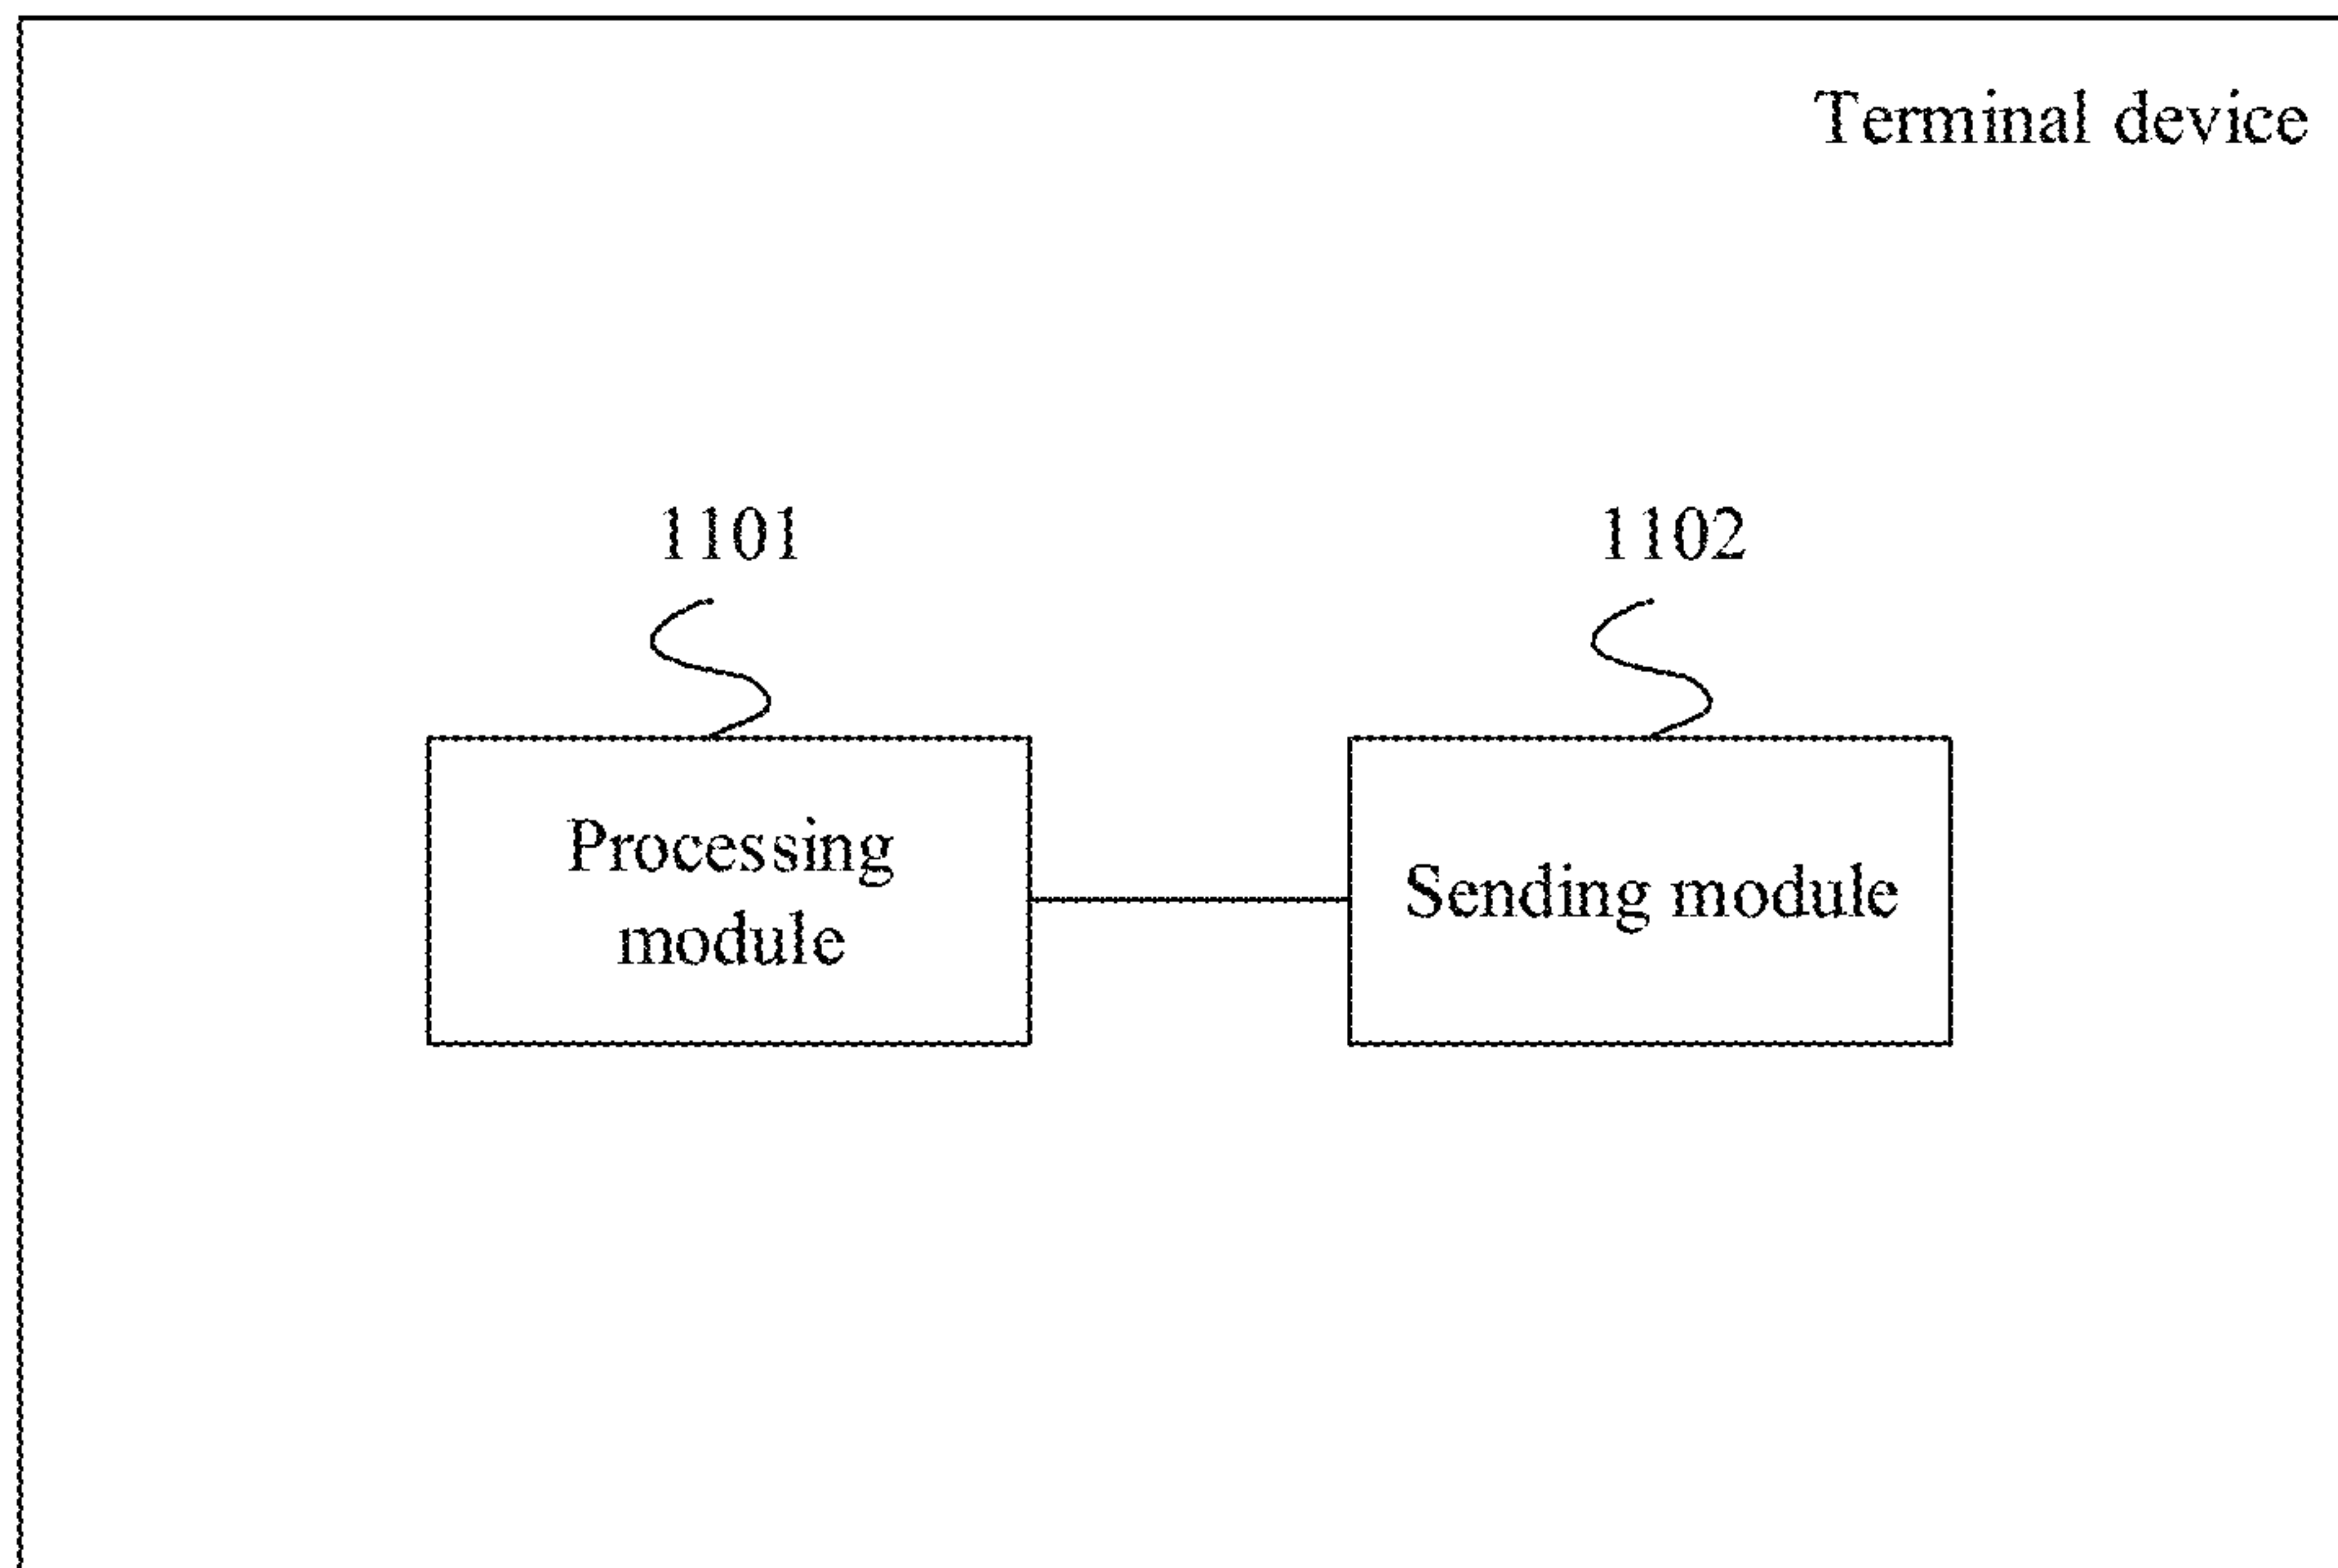 Terminal device
1101
1102
Processing
module
Sending module